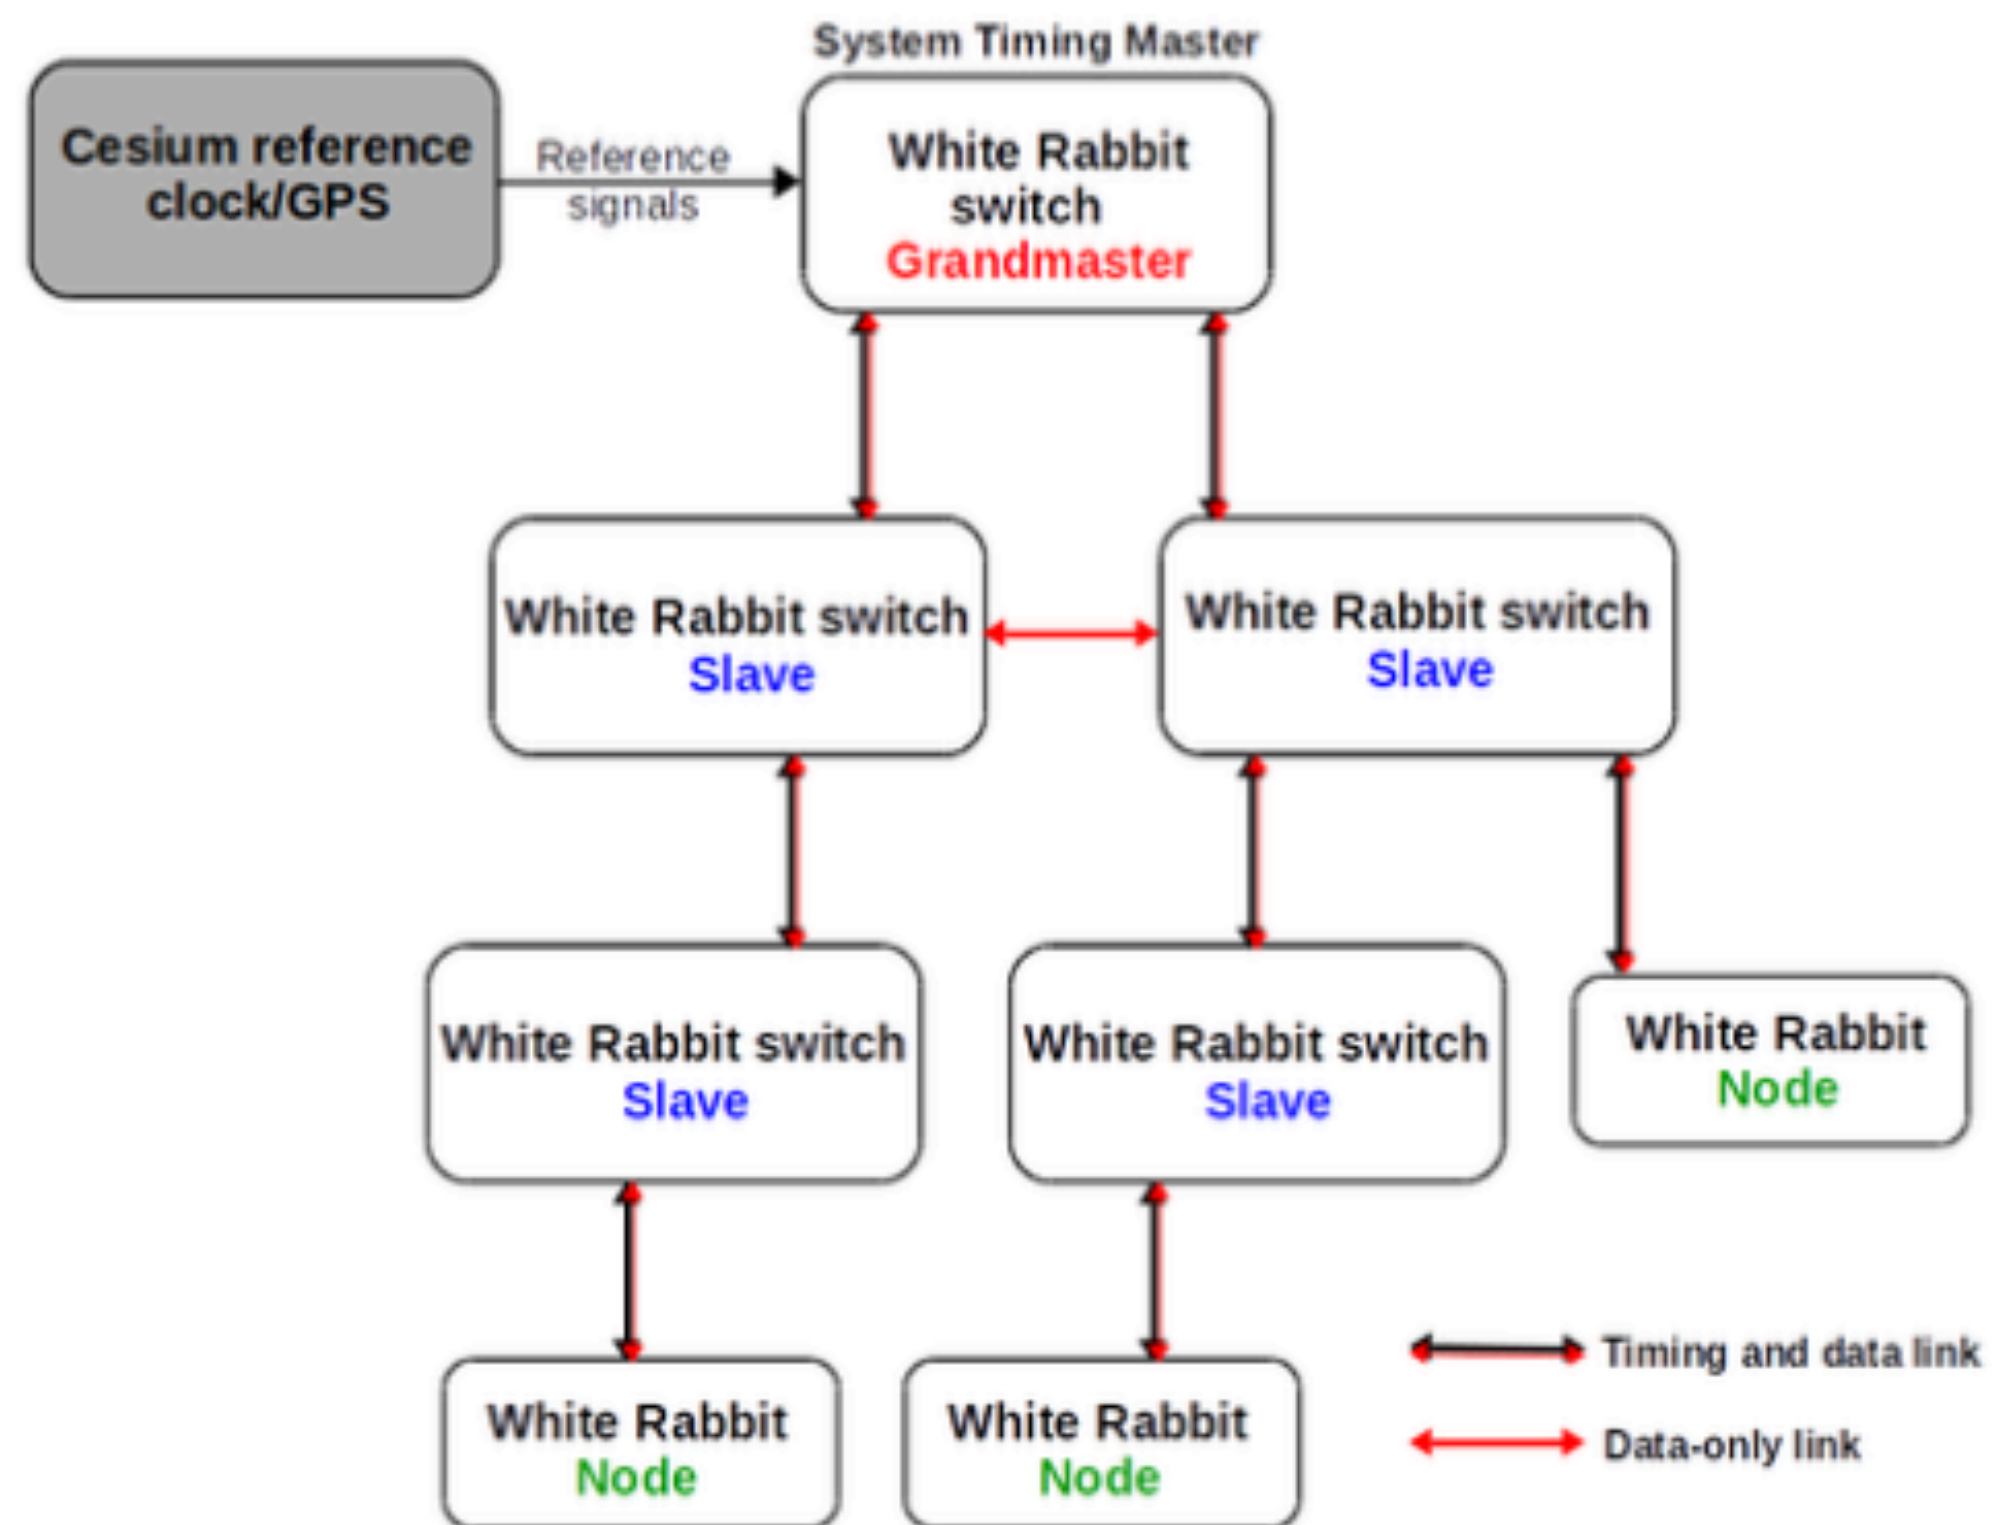 System Timing Master
Cesium reference
clock/GPS
Reference
signals
White Rabbit
switch
Grandmaster
White Rabbit switch
Slave
White Rabbit switch
Slave
White Rabbit switch
Slave
White Rabbit switch
Slave
White Rabbit
Node
White Rabbit
Node
White Rabbit
Node
Timing and data link
Data-only link